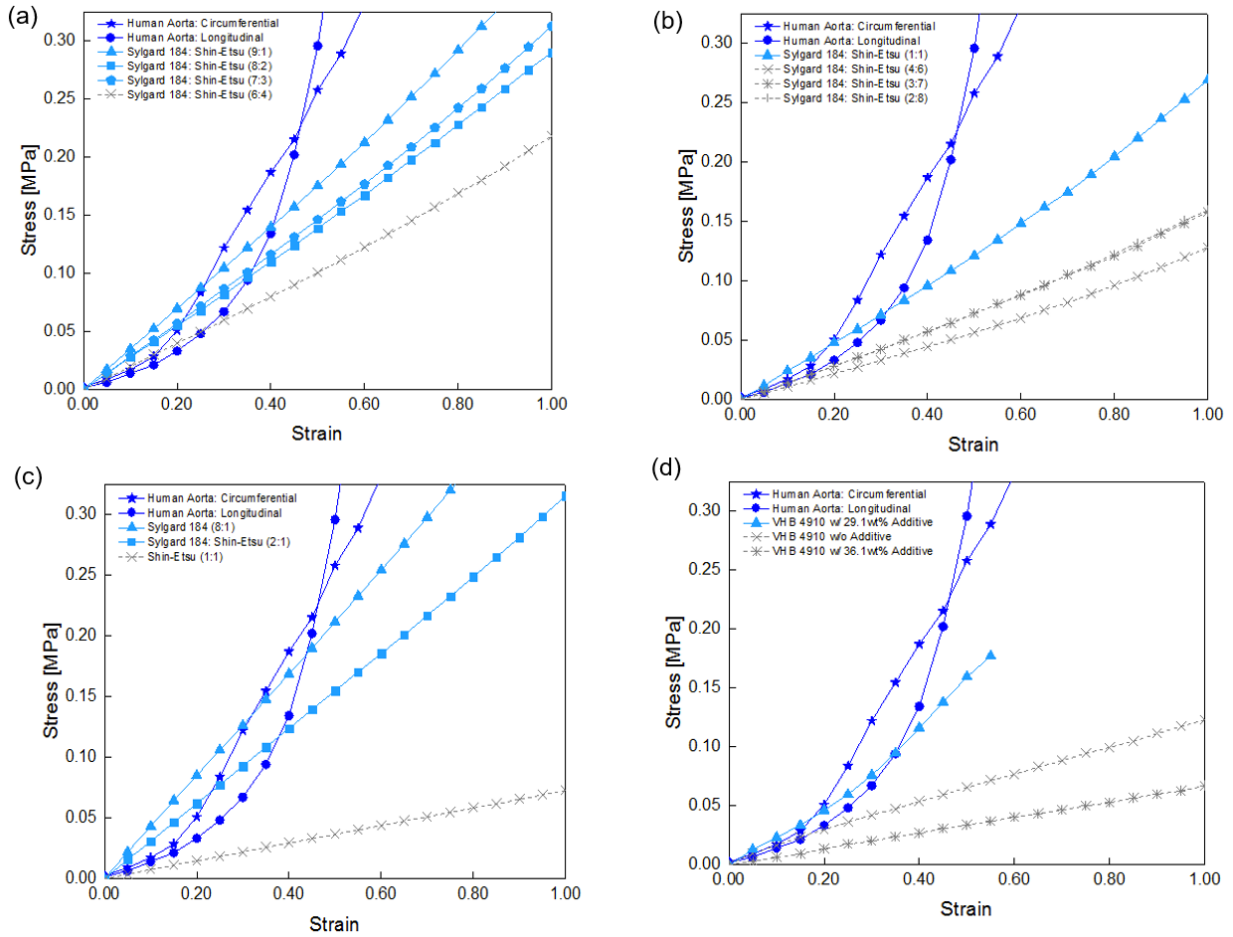 (a)
Human Aorta: Circumferential
Human Aorta: Longitudinal
Sylgard 184: Shin-Etsu (9:1)
Sylgard 184: Shin-Etsu (8:2)
Sylgard 184: Shin-Etsu (7:3)
Sylgard 184: Shin-Etsu (6:4)
Stress [MPa]
0.30
0.25
0.20
0.15
0.10
0.05
0.00
0.00 0.20 0.40 0.60 0.80 1.00
Strain
(b)
Human Aorta: Circumferential
Human Aorta: Longitudinal
Sylgard 184: Shin-Etsu (1:1)
Sylgard 184: Shin-Etsu (4:6)
Sylgard 184: Shin-Etsu (3:7)
Sylgard 184: Shin-Etsu (2:8)
Stress [MPa]
0.30
0.25
0.20
0.15
0.10
0.05
0.00
0.00 0.20 0.40 0.60 0.80 1.00
Strain
(c)
Human Aorta: Circumferential
Human Aorta: Longitudinal
Sylgard 184 (8:1)
Sylgard 184: Shin-Etsu (2:1)
Shin-Etsu (1:1)
Stress [MPa]
0.30
0.25
0.20
0.15
0.10
0.05
0.00
0.00 0.20 0.40 0.60 0.80 1.00
Strain
(d)
Human Aorta: Circumferential
Human Aorta: Longitudinal
VHB 4910 w/ 29.1wt% Additive
VHB 4910 w/o Additive
VHB 4910 w/ 36.1wt% Additive
Stress [MPa]
0.30
0.25
0.20
0.15
0.10
0.05
0.00
0.00 0.20 0.40 0.60 0.80 1.00
Strain